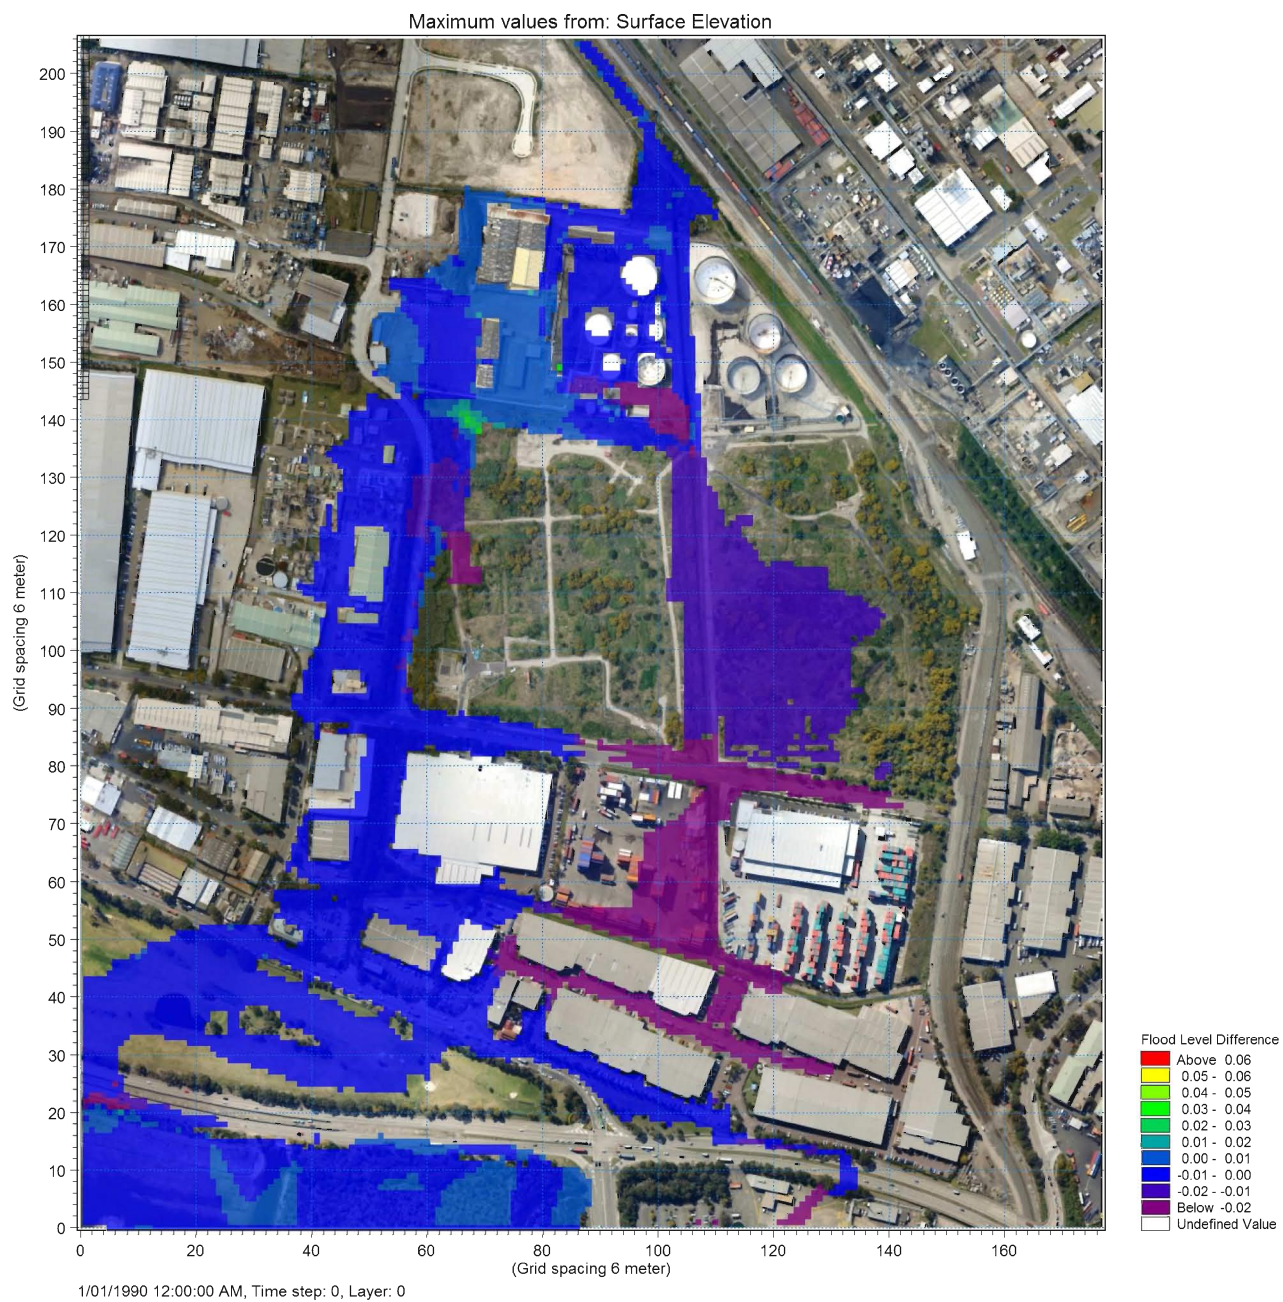 Maximum values from: Surface Elevation
200
190
180
170
160
150
140
130
120
110
100
90
80
70
60
50
40
30
20
10
0
(Grid spacing 6 meter)
0 20 40 60 80 100 120 140 160
(Grid spacing 6 meter)
1/01/1990 12:00:00 AM, Time step: 0, Layer: 0
Flood Level Difference
Above 0.06
0.05 - 0.06
0.04 - 0.05
0.03 - 0.04
0.02 - 0.03
0.01 - 0.02
0.00 - 0.01
-0.01 - 0.00
-0.02 - -0.01
Below -0.02
Undefined Value